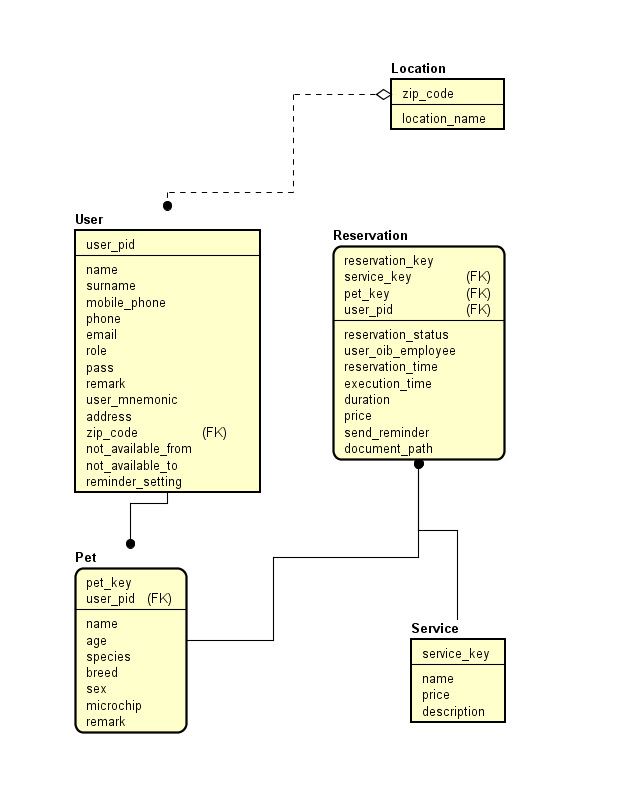 Location
zip_code
location_name
User
user_pid
name
surname
mobile_phone
phone
email
role
pass
remark
user_mnemonic
address
zip_code (FK)
not_available_from
not_available_to
reminder_setting
Reservation
reservation_key
service_key (FK)
pet_key (FK)
user_pid (FK)
reservation_status
user_oib_employee
reservation_time
execution_time
duration
price
send_reminder
document_path
Pet
pet_key
user_pid (FK)
name
age
species
breed
sex
microchip
remark
Service
service_key
name
price
description